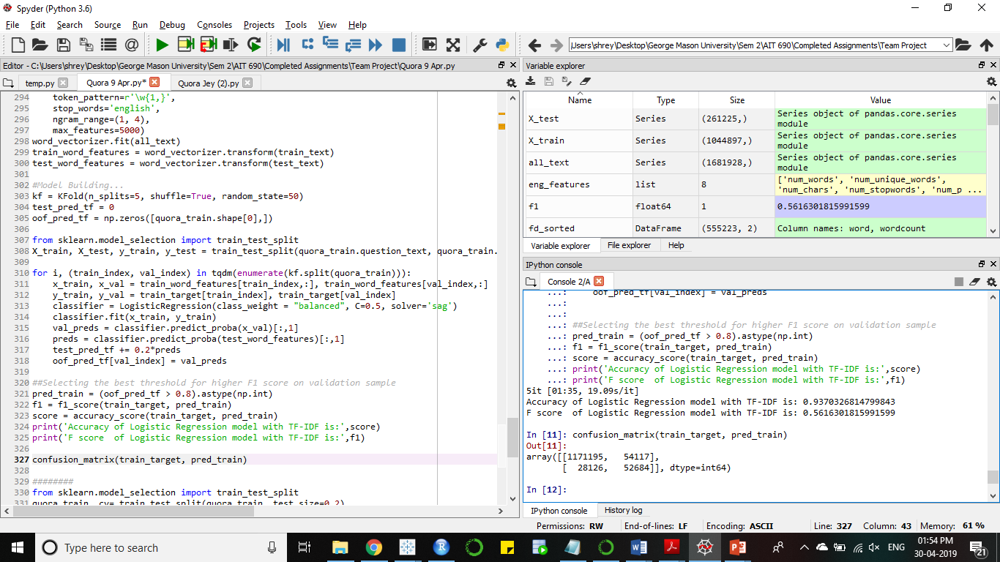 Spyder (Python 3.6)
File Edit Search Source Run Debug Consoles Projects Tools View Help
Users\shrey\Desktop\George Mason University\Sem 2\AIT 690\Completed Assignments\Team Project
Editor - C:\Users\shrey\Desktop\George Mason University\Sem 2\AIT 690\Completed Assignments\Team Project\Quora 9 Apr.py
temp.py Quora 9 Apr.py* Quora Jey (2).py
294 token_pattern=r'\w{1,}',
295 stop_words='english',
296 ngram_range=(1, 4),
297 max_features=5000)
298 word_vectorizer.fit(all_text)
299 train_word_features = word_vectorizer.transform(train_text)
300 test_word_features = word_vectorizer.transform(test_text)
301
302 #Model Building...
303 kf = KFold(n_splits=5, shuffle=True, random_state=50)
304 test_pred_tf = 0
305 oof_pred_tf = np.zeros([quora_train.shape[0],])
306
307 from sklearn.model_selection import train_test_split
308 X_train, X_test, y_train, y_test = train_test_split(quora_train.question_text, quora_train.
309
310 for i, (train_index, val_index) in tqdm(enumerate(kf.split(quora_train))):
311 x_train, x_val = train_word_features[train_index,:], train_word_features[val_index,:]
312 y_train, y_val = train_target[train_index], train_target[val_index]
313 classifier = LogisticRegression(class_weight = "balanced", C=0.5, solver='sag')
314 classifier.fit(x_train, y_train)
315 val_preds = classifier.predict_proba(x_val)[:,1]
316 preds = classifier.predict_proba(test_word_features)[:,1]
317 test_pred_tf += 0.2*preds
318 oof_pred_tf[val_index] = val_preds
319
320 ##Selecting the best threshold for higher F1 score on validation sample
321 pred_train = (oof_pred_tf > 0.8).astype(np.int)
322 f1 = f1_score(train_target, pred_train)
323 score = accuracy_score(train_target, pred_train)
324 print('Accuracy of Logistic Regression model with TF-IDF is:',score)
325 print('F score  of Logistic Regression model with TF-IDF is:',f1)
326
327 confusion_matrix(train_target, pred_train)
328
329 ########
330 from sklearn.model_selection import train_test_split
331 quora_train, cv= train_test_split(quora_train, test_size=0.2)
Variable explorer
Name Type Size Value
X_test Series (261225,) Series object of pandas.core.series
module
X_train Series (1044897,) Series object of pandas.core.series
module
all_text Series (1681928,) Series object of pandas.core.series
module
eng_features list 8 ['num_words', 'num_unique_words',
'num_chars', 'num_stopwords', 'num_p ...
f1 float64 1 0.5616301815991599
fd_sorted DataFrame (555223, 2) Column names: word, wordcount
Variable explorer File explorer Help
IPython console
Console 2/A
...: oof_pred_tf[val_index] = val_preds
...:
...:
...: ##Selecting the best threshold for higher F1 score on validation sample
...: pred_train = (oof_pred_tf > 0.8).astype(np.int)
...: f1 = f1_score(train_target, pred_train)
...: score = accuracy_score(train_target, pred_train)
...: print('Accuracy of Logistic Regression model with TF-IDF is:',score)
...: print('F score  of Logistic Regression model with TF-IDF is:',f1)
5it [01:35, 19.09s/it]
Accuracy of Logistic Regression model with TF-IDF is: 0.9370326814799843
F score  of Logistic Regression model with TF-IDF is: 0.5616301815991599
In [11]: confusion_matrix(train_target, pred_train)
Out[11]:
array([[1171195, 54117],
[ 28126, 52684]], dtype=int64)
In [12]:
IPython console History log
Permissions: RW End-of-lines: LF Encoding: ASCII Line: 327 Column: 43 Memory: 61 %
Type here to search
ENG
01:54 PM
30-04-2019
21